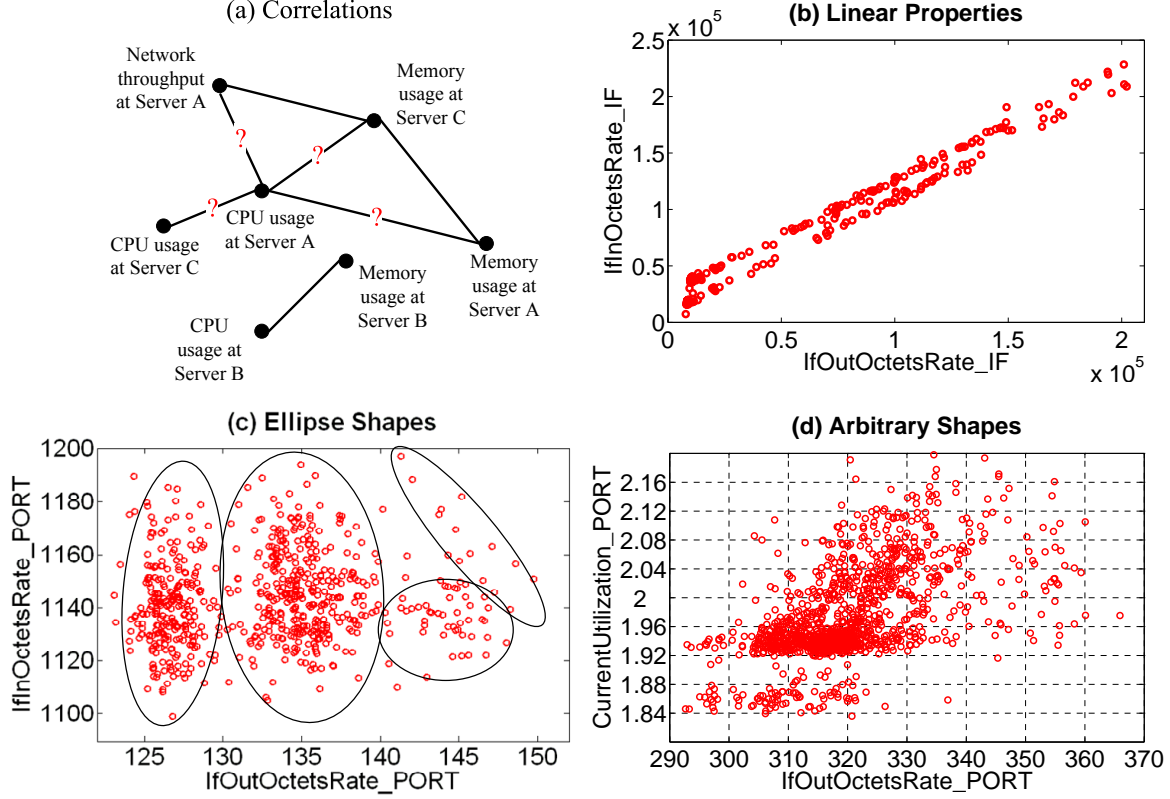 (a) Correlations
Network
throughput
at Server A
Memory
usage at
Server C
?
?
?
?
CPU usage
at Server A
CPU usage
at Server C
Memory
usage at
Server B
Memory
usage at
Server A
CPU
usage at
Server B
(b) Linear Properties
x 10^5
2.5
2
1.5
1
0.5
0
IfInOctetsRate_IF
0
0.5
1
1.5
2
IfOutOctetsRate_IF
x 10^5
(c) Ellipse Shapes
1200
1180
1160
1140
1120
1100
IfInOctetsRate_PORT
125
130
135
140
145
150
IfOutOctetsRate_PORT
(d) Arbitrary Shapes
2.16
2.12
2.08
2.04
2
1.96
1.92
1.88
1.84
CurrentUtilization_PORT
290
300
310
320
330
340
350
360
370
IfOutOctetsRate_PORT